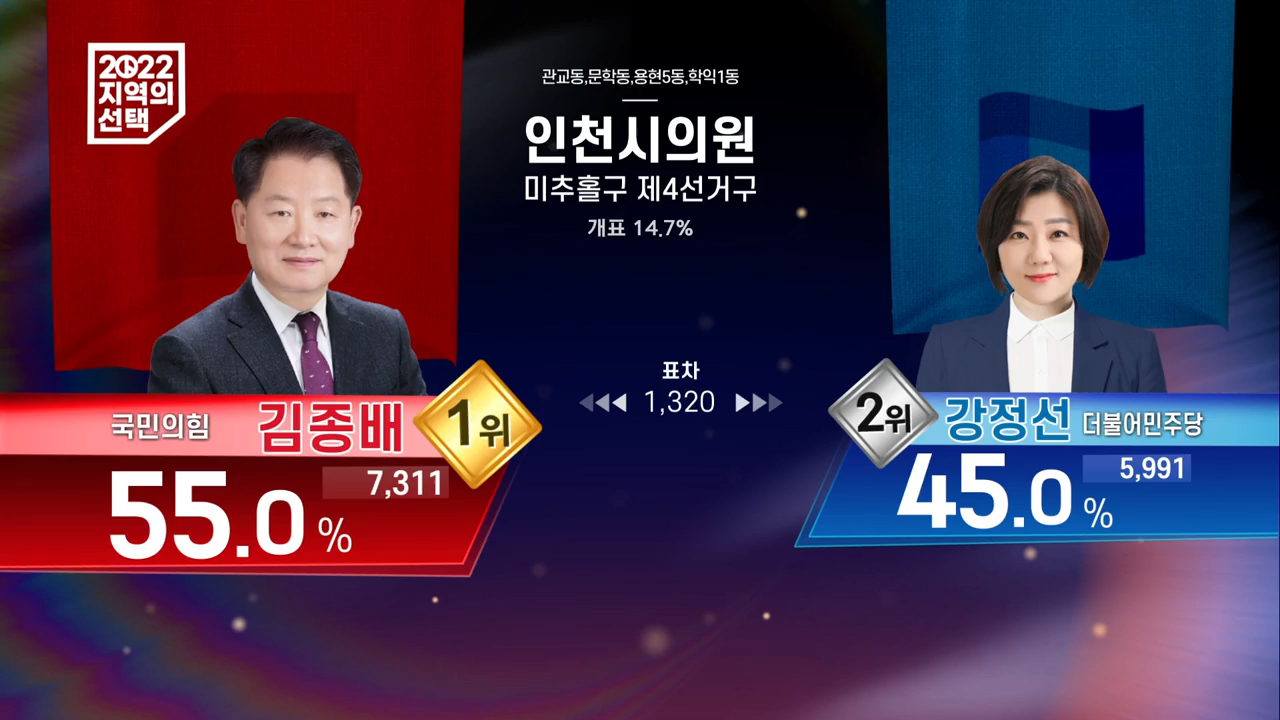 2022
지역의
선택
관교동,문학동,용현5동,학익1동
인천시의원
미추홀구 제4선거구
개표 14.7%
표차
1,320
국민의힘 김종배 1위
7,311
55.0%
2위 강정선 더불어민주당
5,991
45.0%